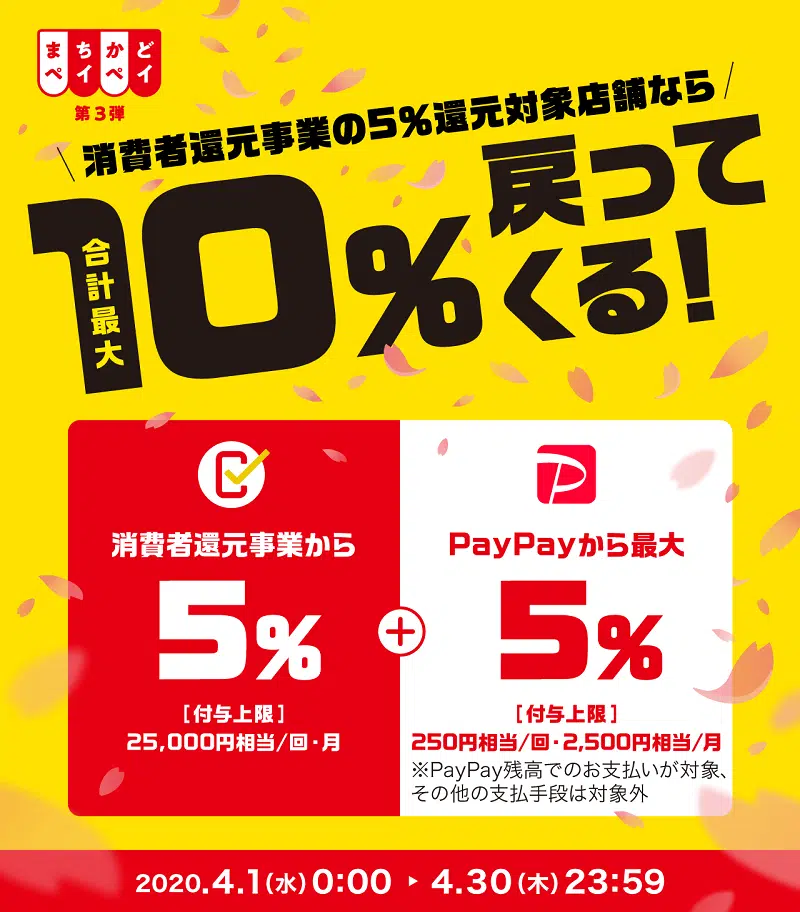 まちかど
ペイペイ
第3弾
消費者還元事業の5%還元対象店舗なら
合計最大
10%戻って
くる!
消費者還元事業から
5%
[付与上限]
25,000円相当/回・月
+
PayPayから最大
5%
[付与上限]
250円相当/回・2,500円相当/月
※PayPay残高でのお支払いが対象、
その他の支払手段は対象外
2020.4.1(水)0:00 ▶ 4.30(木)23:59